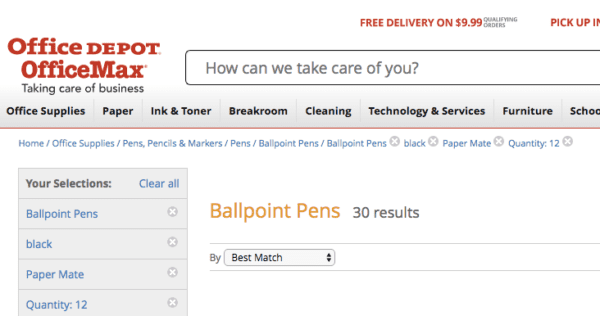 FREE DELIVERY ON $9.99 QUALIFYING ORDERS
PICK UP IN
Office DEPOT
OfficeMax
Taking care of business
How can we take care of you?
Office Supplies Paper Ink & Toner Breakroom Cleaning Technology & Services Furniture Schoo
Home / Office Supplies / Pens, Pencils & Markers / Pens / Ballpoint Pens / Ballpoint Pens black Paper Mate Quantity: 12
Your Selections: Clear all
Ballpoint Pens
black
Paper Mate
Quantity: 12
Ballpoint Pens 30 results
By Best Match